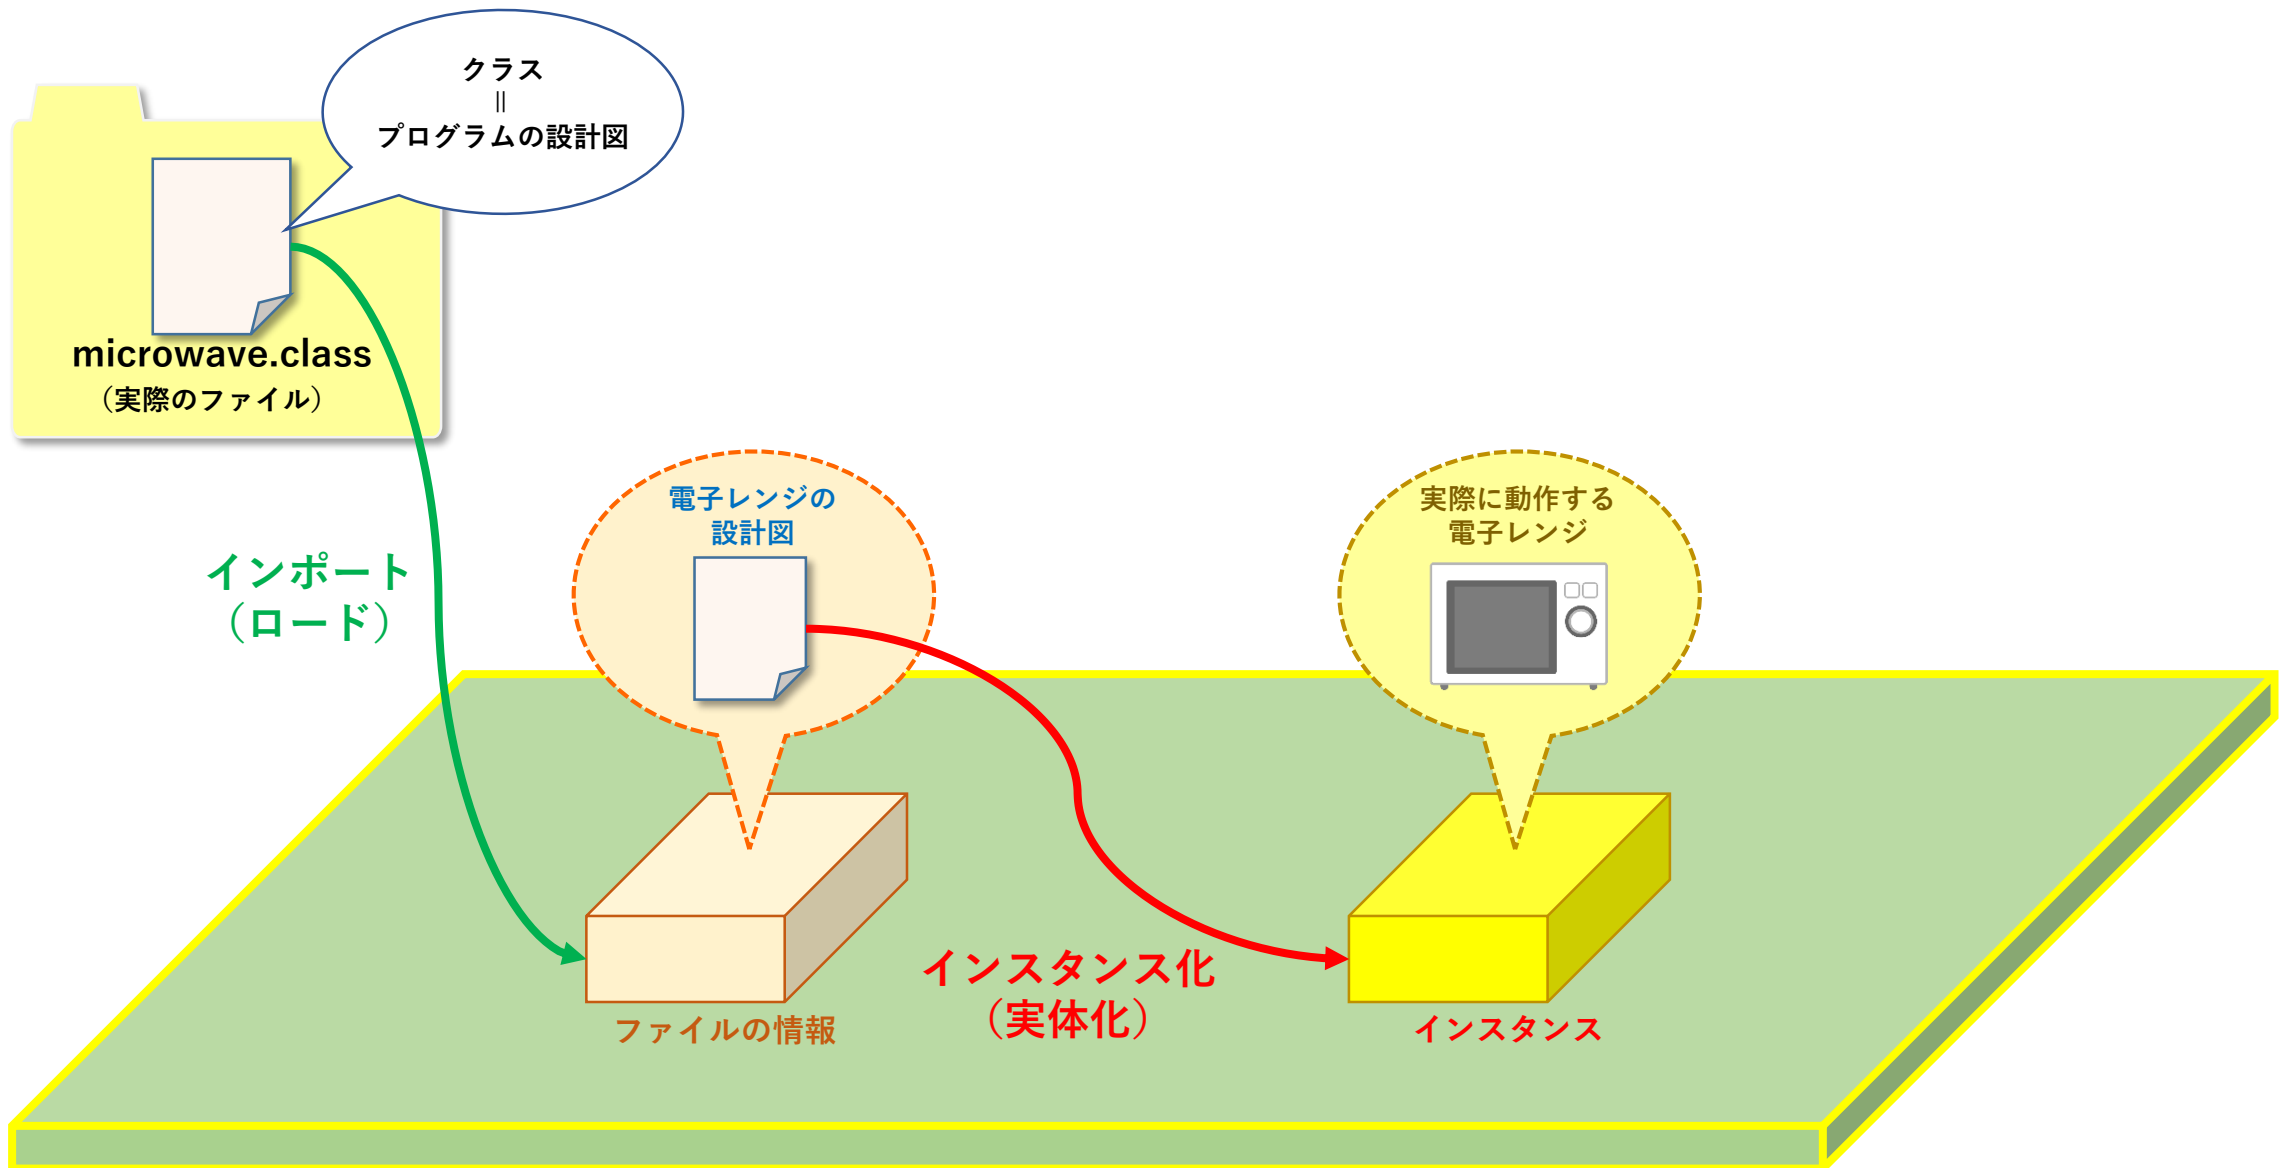 クラス
॥
プログラムの設計図
microwave.class
（実際のファイル）
電子レンジの
設計図
実際に動作する
電子レンジ
インポート
（ロード）
インスタンス化
（実体化）
ファイルの情報
インスタンス